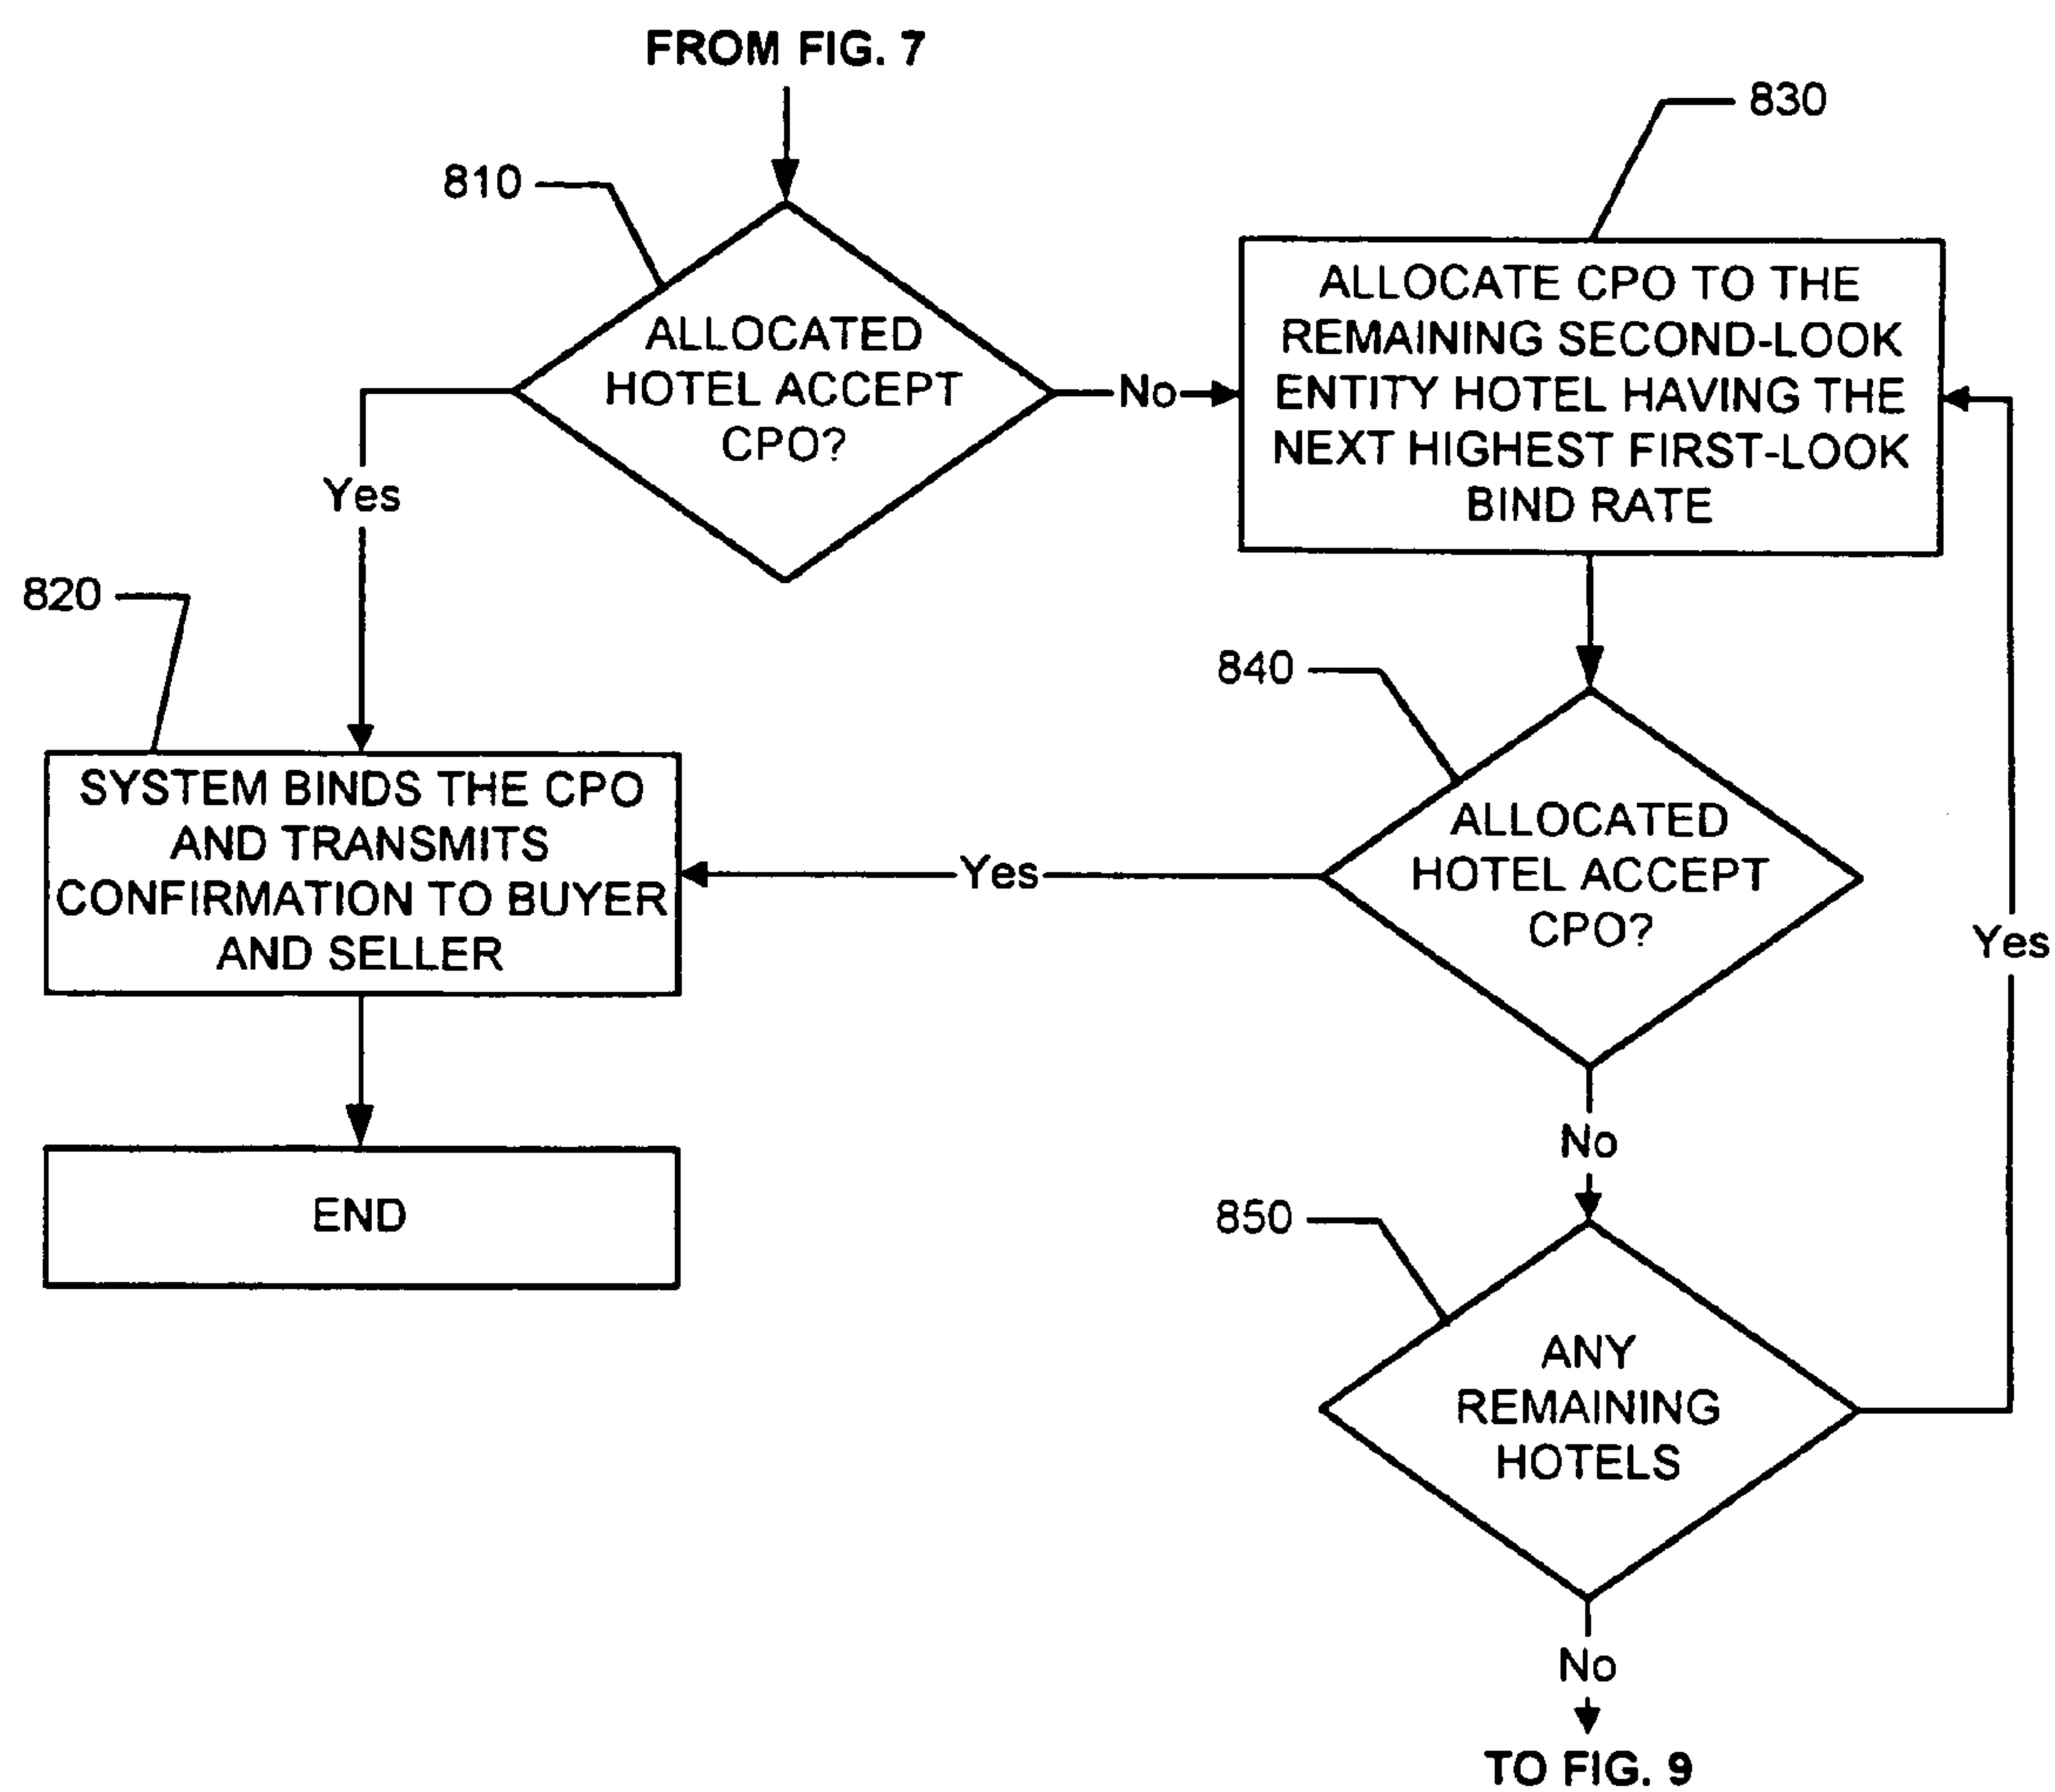 FROM FIG. 7
830
810
ALLOCATED
HOTEL ACCEPT
CPO?
No
ALLOCATE CPO TO THE
REMAINING SECOND-LOOK
ENTITY HOTEL HAVING THE
NEXT HIGHEST FIRST-LOOK
BIND RATE
Yes
820
SYSTEM BINDS THE CPO
AND TRANSMITS
CONFIRMATION TO BUYER
AND SELLER
840
ALLOCATED
HOTEL ACCEPT
CPO?
Yes
Yes
No
END
850
ANY
REMAINING
HOTELS
No
TO FIG. 9